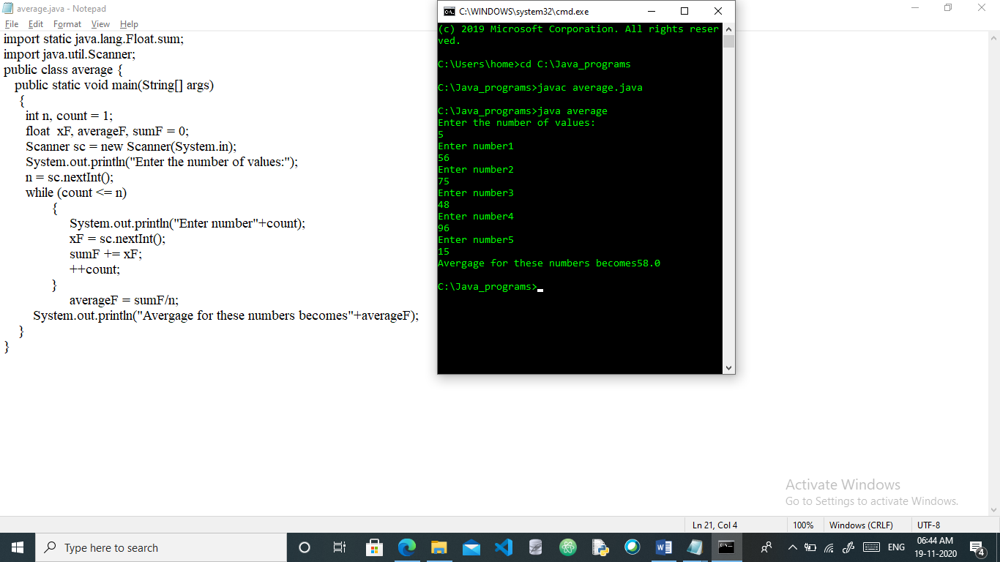 average.java - Notepad
File Edit Format View Help
import static java.lang.Float.sum;
import java.util.Scanner;
public class average {
public static void main(String[] args)
{
int n, count = 1;
float  xF, averageF, sumF = 0;
Scanner sc = new Scanner(System.in);
System.out.println("Enter the number of values:");
n = sc.nextInt();
while (count <= n)
{
System.out.println("Enter number"+count);
xF = sc.nextInt();
sumF += xF;
++count;
}
averageF = sumF/n;
System.out.println("Avergage for these numbers becomes"+averageF);
}
}
C:\WINDOWS\system32\cmd.exe
(c) 2019 Microsoft Corporation. All rights reser
ved.
C:\Users\home>cd C:\Java_programs
C:\Java_programs>javac average.java
C:\Java_programs>java average
Enter the number of values:
5
Enter number1
56
Enter number2
75
Enter number3
48
Enter number4
96
Enter number5
15
Avergage for these numbers becomes58.0
C:\Java_programs>
Activate Windows
Go to Settings to activate Windows.
Ln 21, Col 4 100% Windows (CRLF) UTF-8
Type here to search ENG 06:44 AM
19-11-2020 4